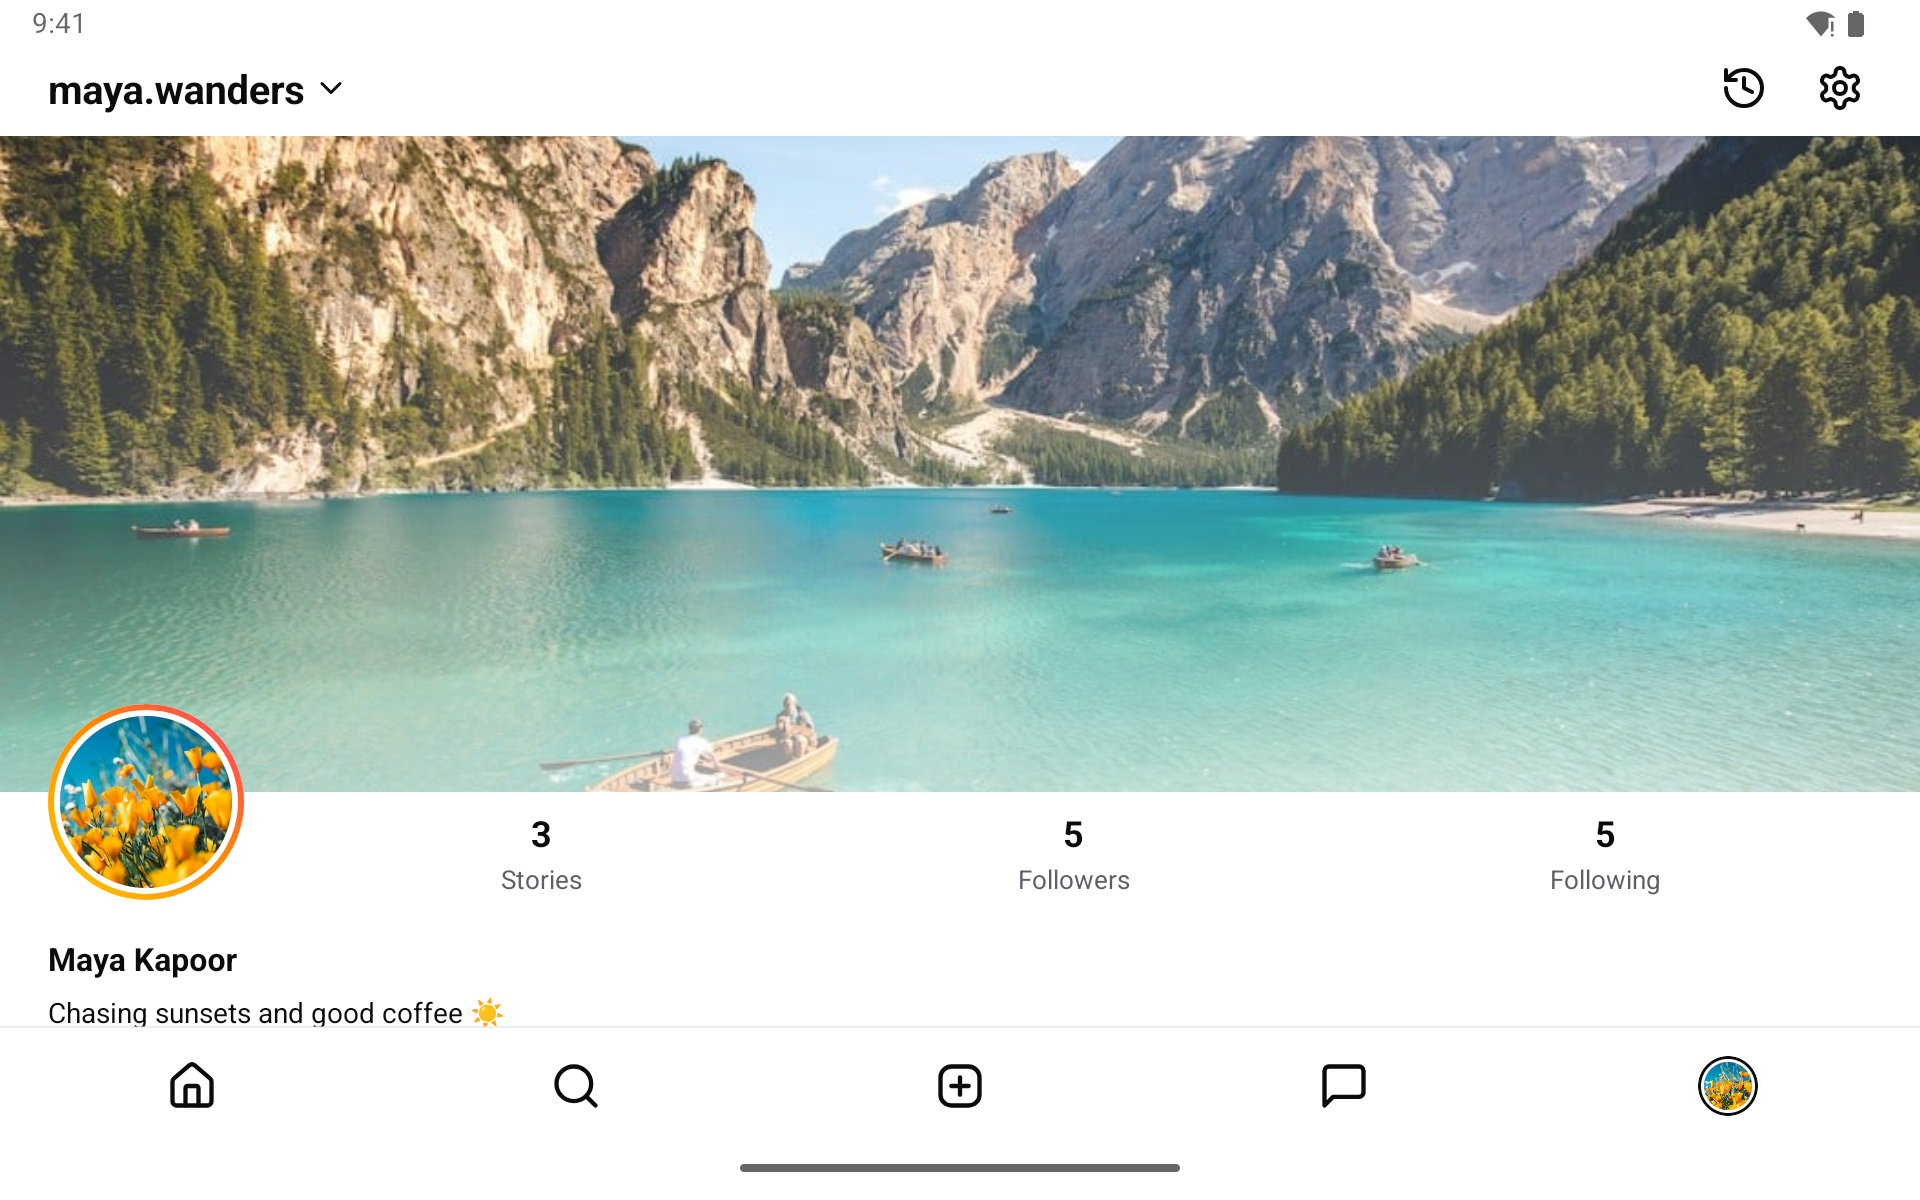 9:41
maya.wanders
3
Stories
5
Followers
5
Following
Maya Kapoor
Chasing sunsets and good coffee ☀️